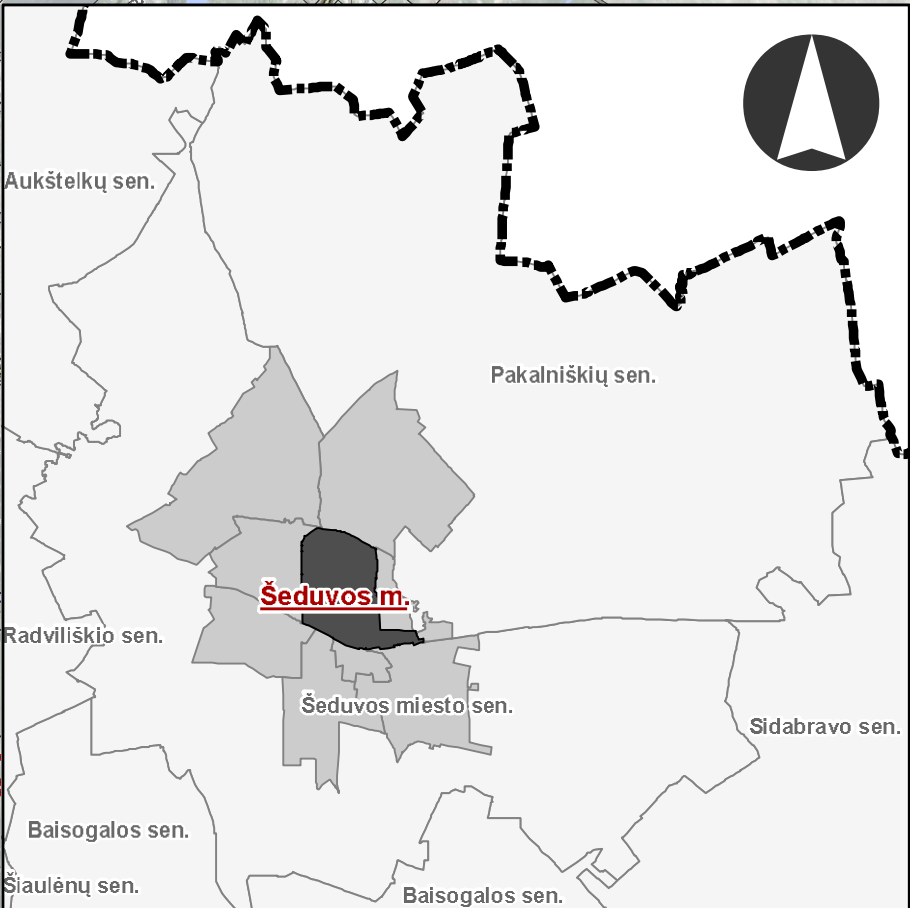 Aukštelkų sen.
Pakalniškių sen.
Šeduvos m.
Radviliškio sen.
Šeduvos miesto sen.
Sidabravo sen.
Baisogalos sen.
Šiaulėnų sen.
Baisogalos sen.